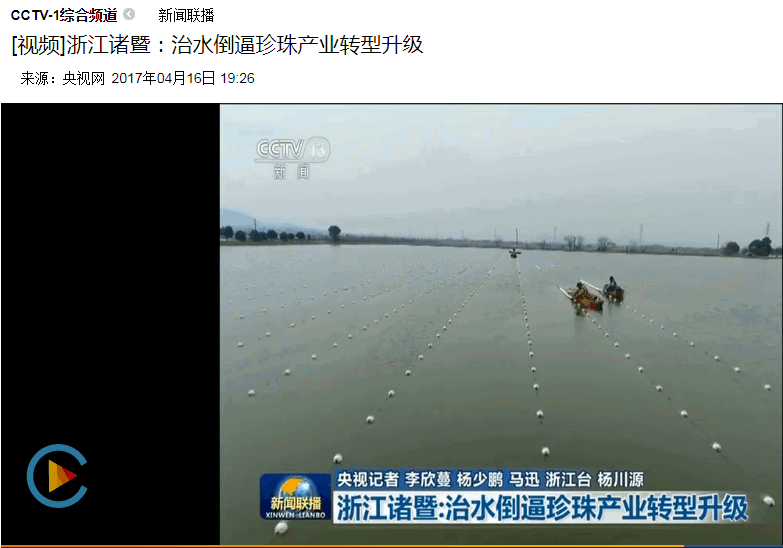 CCTV-1综合频道 新闻联播
[视频]浙江诸暨：治水倒逼珍珠产业转型升级
来源：央视网 2017年04月16日 19:26
CCTV 13
新闻
央视记者 李欣蔓 杨少鹏 马迅 浙江台 杨川源
新闻联播
XINWEN LIANBO
浙江诸暨:治水倒逼珍珠产业转型升级